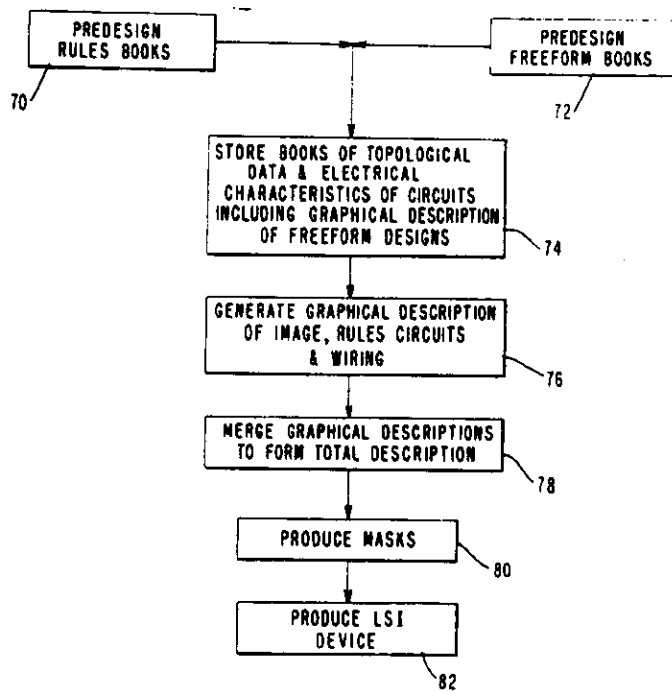 PREDESIGN
RULES BOOKS
70
PREDESIGN
FREEFORM BOOKS
72
STORE BOOKS OF TOPOLOGICAL
DATA & ELECTRICAL
CHARACTERISTICS OF CIRCUITS
INCLUDING GRAPHICAL DESCRIPTION
OF FREEFORM DESIGNS
74
GENERATE GRAPHICAL DESCRIPTION
OF IMAGE, RULES CIRCUITS
& WIRING
76
MERGE GRAPHICAL DESCRIPTIONS
TO FORM TOTAL DESCRIPTION
78
PRODUCE MASKS
80
PRODUCE LSI
DEVICE
82